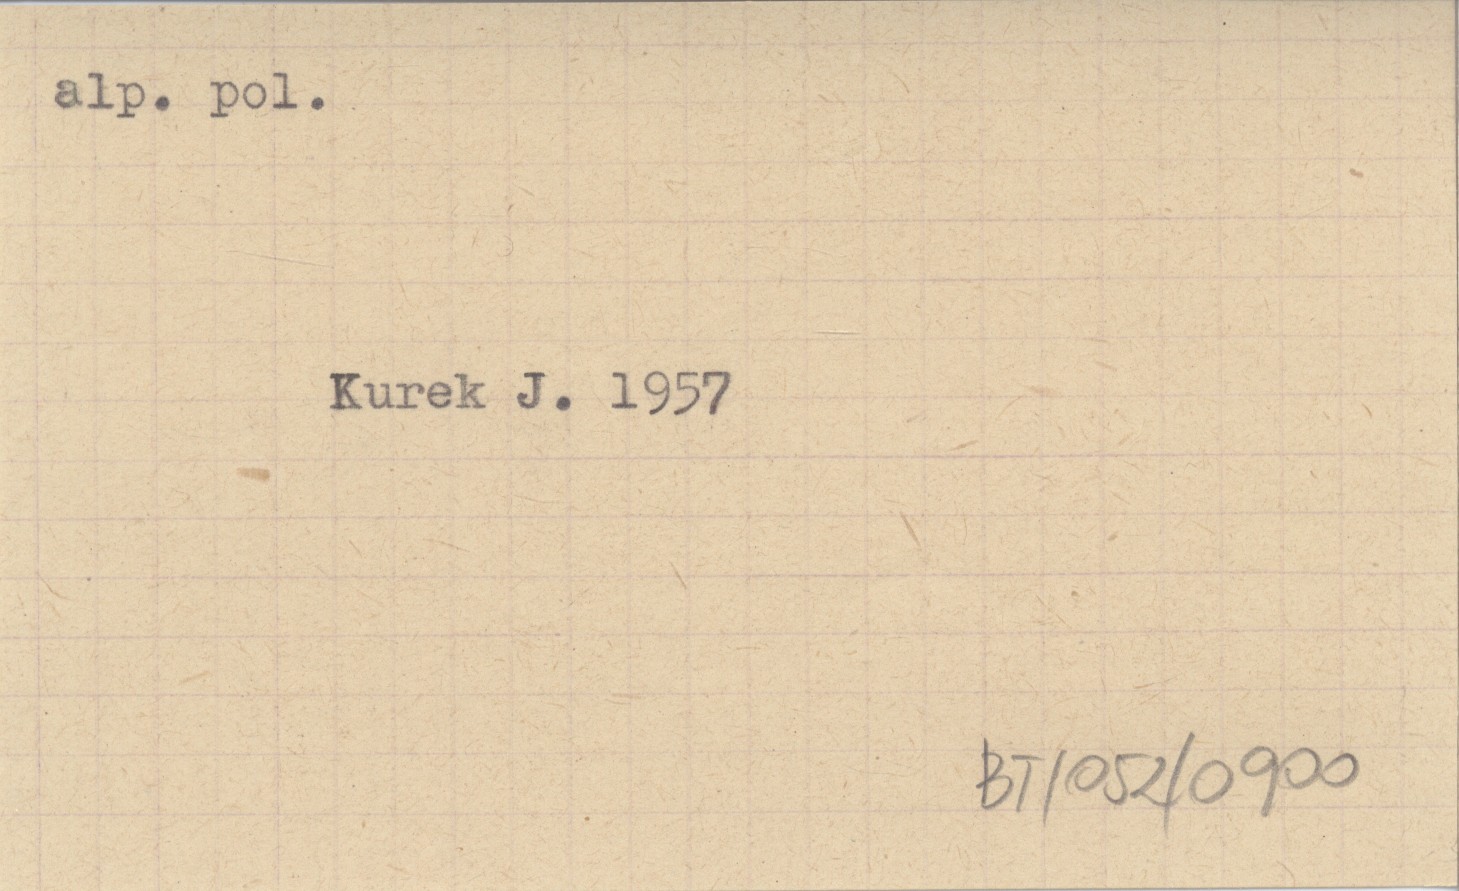 alp. pol.
Kurek J. 1957
BT/052/0900